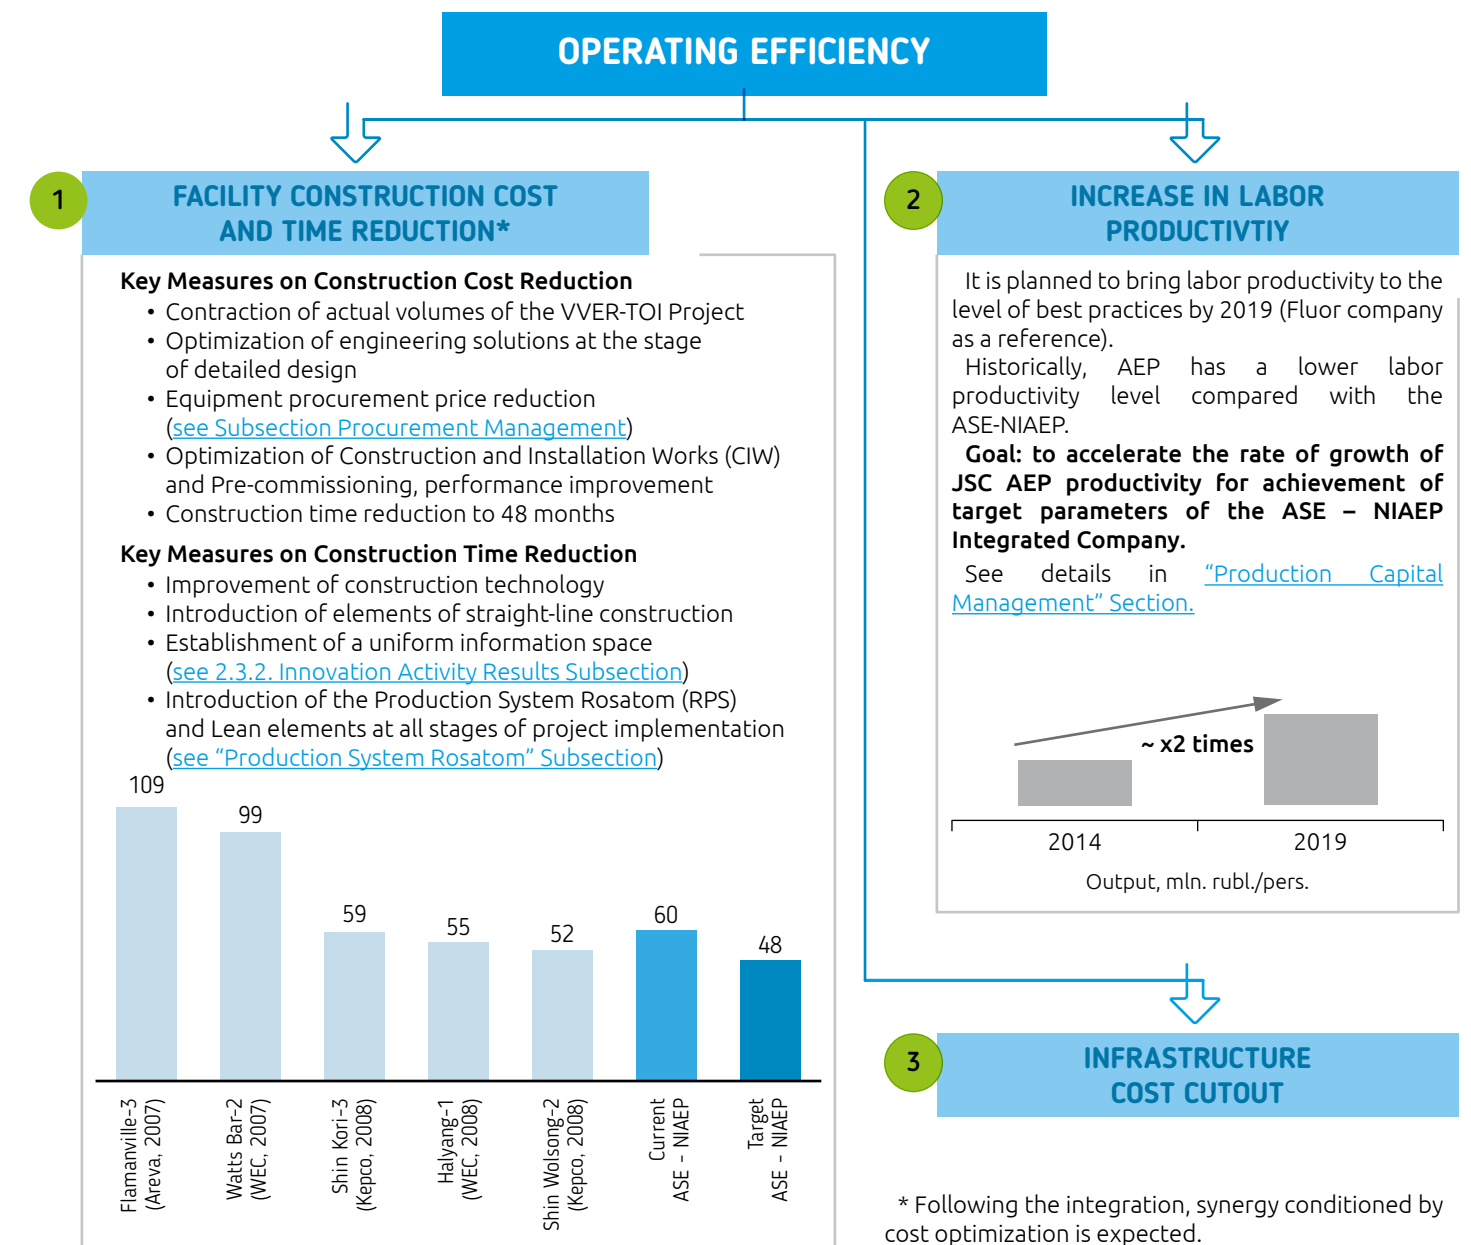 OPERATING EFFICIENCY
1
FACILITY CONSTRUCTION COST
AND TIME REDUCTION*
Key Measures on Construction Cost Reduction
• Contraction of actual volumes of the VVER-TOI Project
• Optimization of engineering solutions at the stage
of detailed design
• Equipment procurement price reduction
(see Subsection Procurement Management)
• Optimization of Construction and Installation Works (CIW)
and Pre-commissioning, performance improvement
• Construction time reduction to 48 months
Key Measures on Construction Time Reduction
• Improvement of construction technology
• Introduction of elements of straight-line construction
• Establishment of a uniform information space
(see 2.3.2. Innovation Activity Results Subsection)
• Introduction of the Production System Rosatom (RPS)
and Lean elements at all stages of project implementation
(see “Production System Rosatom” Subsection)
109
99
59
55
52
60
48
Flamanville-3
(Areva, 2007)
Watts Bar-2
(WEC, 2007)
Shin Kori-3
(Kepco, 2008)
Halyang-1
(WEC, 2008)
Shin Wolsong-2
(Kepco, 2008)
Current
ASE - NIAEP
Target
ASE - NIAEP
2
INCREASE IN LABOR
PRODUCTIVTIY
It is planned to bring labor productivity to the
level of best practices by 2019 (Fluor company
as a reference).
Historically, AEP has a lower labor
productivity level compared with the
ASE-NIAEP.
Goal: to accelerate the rate of growth of
JSC AEP productivity for achievement of
target parameters of the ASE – NIAEP
Integrated Company.
See details in “Production Capital
Management” Section.
~ x2 times
2014
2019
Output, mln. rubl./pers.
3
INFRASTRUCTURE
COST CUTOUT
* Following the integration, synergy conditioned by
cost optimization is expected.